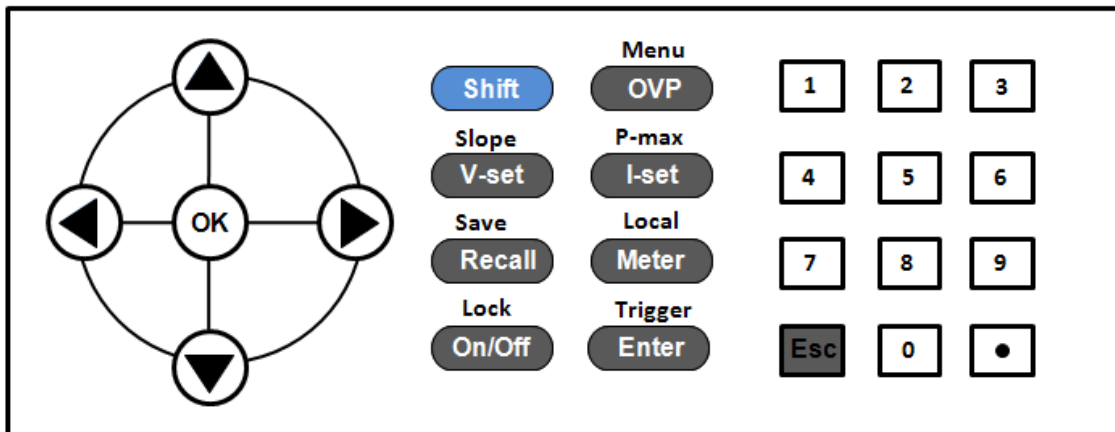 Menu
Shift OVP 1 2 3
Slope P-max
V-set I-set 4 5 6
OK
Save Local
Recall Meter 7 8 9
Lock Trigger
On/Off Enter Esc 0 •